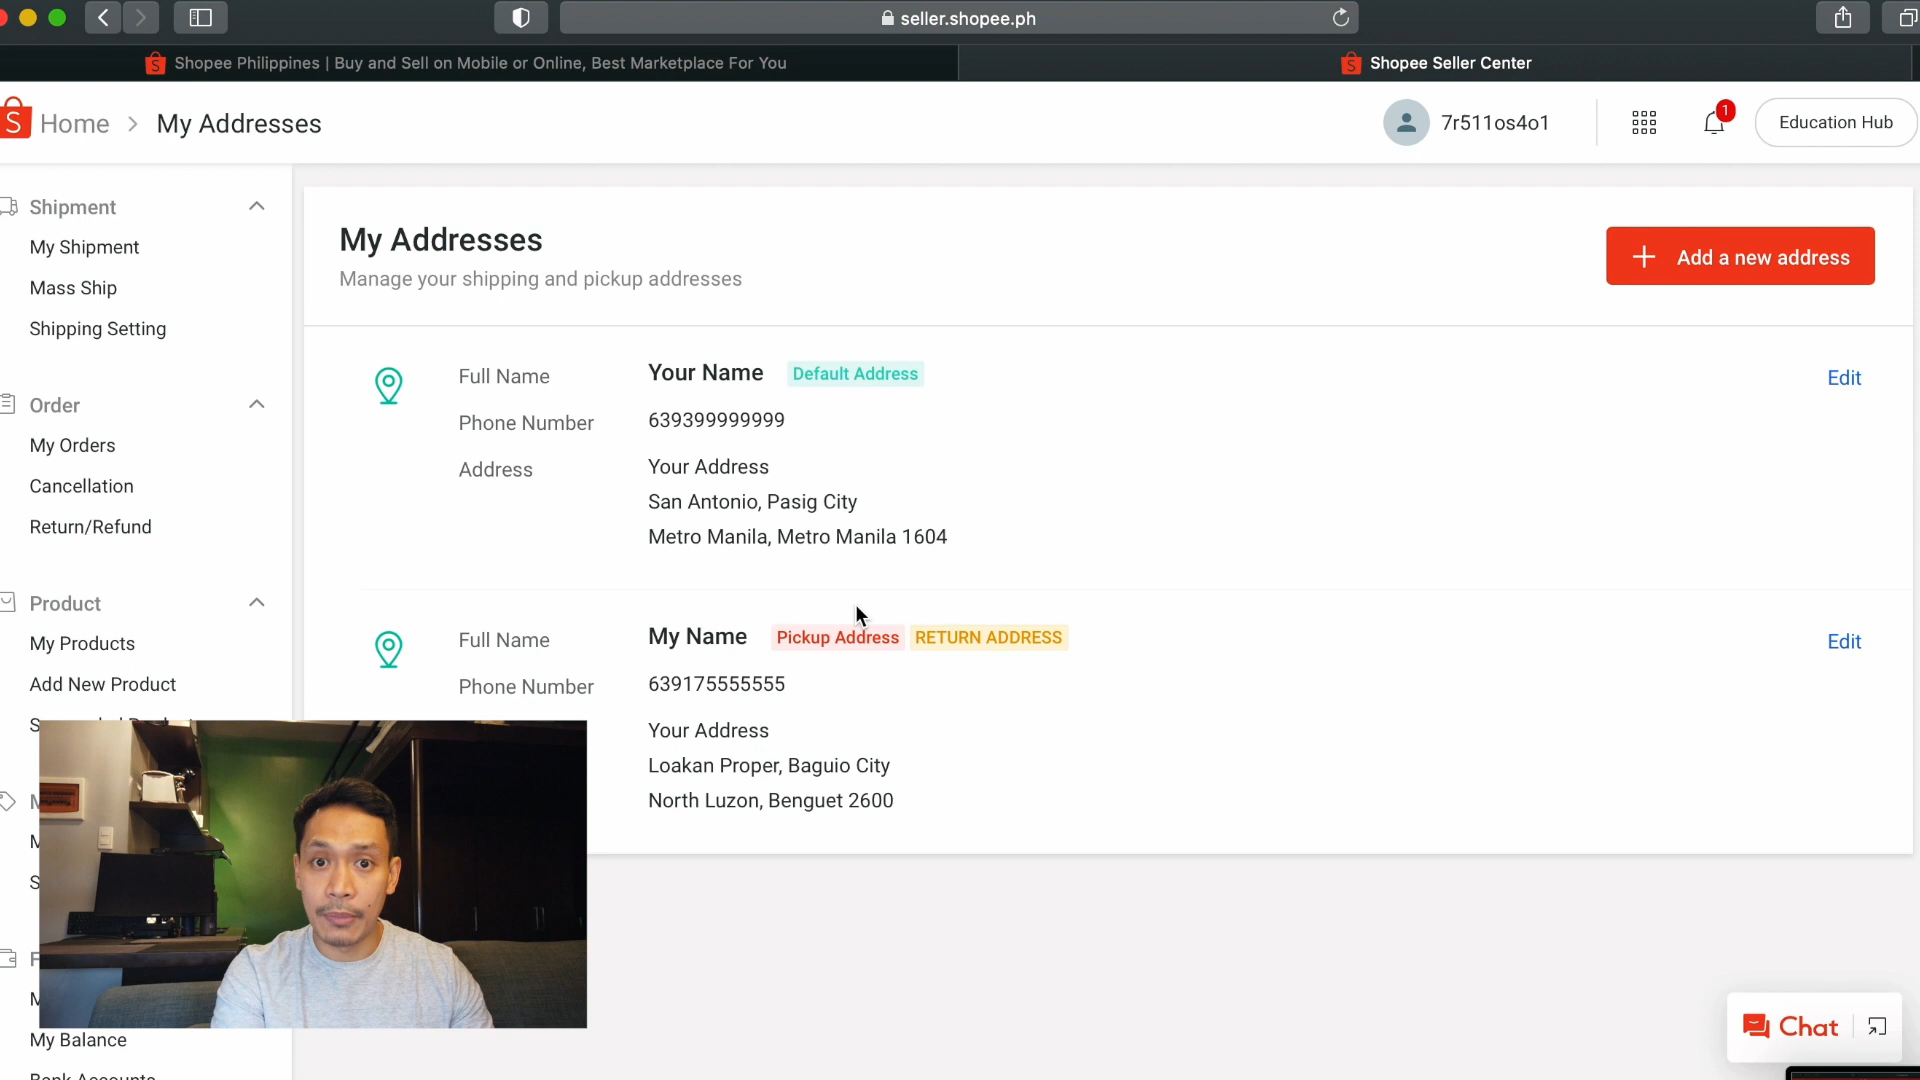 seller.shopee.ph
Shopee Philippines | Buy and Sell on Mobile or Online, Best Marketplace For You
Shopee Seller Center
Home > My Addresses
7r511os4o1
1
Education Hub
Shipment
My Shipment
Mass Ship
Shipping Setting
Order
My Orders
Cancellation
Return/Refund
Product
My Products
Add New Product
My Balance
My Addresses
Manage your shipping and pickup addresses
+ Add a new address
Full Name Your Name Default Address Edit
Phone Number 639399999999
Address Your Address
San Antonio, Pasig City
Metro Manila, Metro Manila 1604
Full Name My Name Pickup Address RETURN ADDRESS Edit
Phone Number 639175555555
Your Address
Loakan Proper, Baguio City
North Luzon, Benguet 2600
Chat